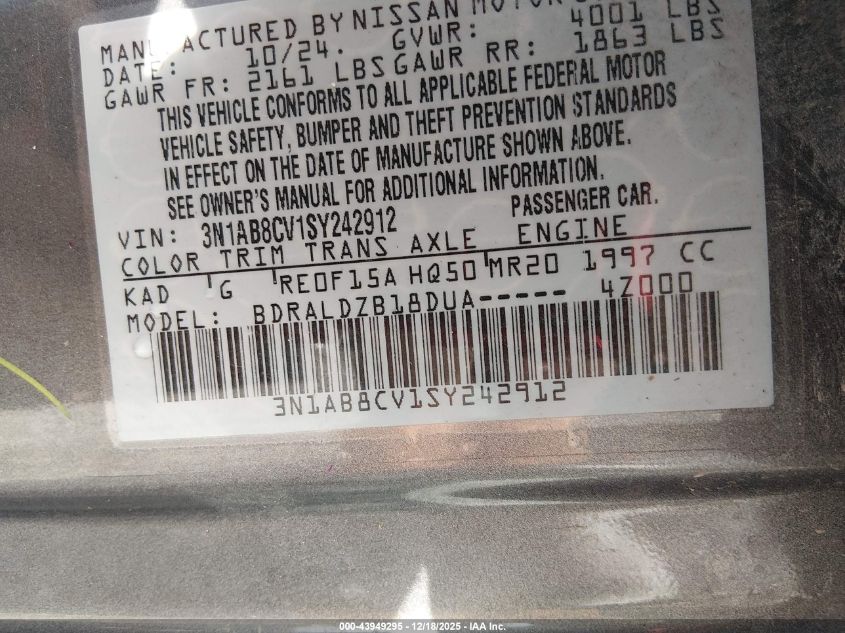 MANUFACTURED BY NISSAN MOTOR
DATE: 10/24. GVWR: 4001 LBS
GAWR FR: 2161 LBS GAWR RR: 1863 LBS
THIS VEHICLE CONFORMS TO ALL APPLICABLE FEDERAL MOTOR
VEHICLE SAFETY, BUMPER AND THEFT PREVENTION STANDARDS
IN EFFECT ON THE DATE OF MANUFACTURE SHOWN ABOVE.
SEE OWNER'S MANUAL FOR ADDITIONAL INFORMATION.
VIN: 3N1AB8CV1SY242912 PASSENGER CAR.
COLOR TRIM TRANS AXLE ENGINE
KAD G RE0F15A HQ50 MR20 1997 CC
MODEL: BDRALDZB18DUA----- 4Z000
3N1AB8CV1SY242912
000-43949295 - 12/18/2025 - IAA Inc.